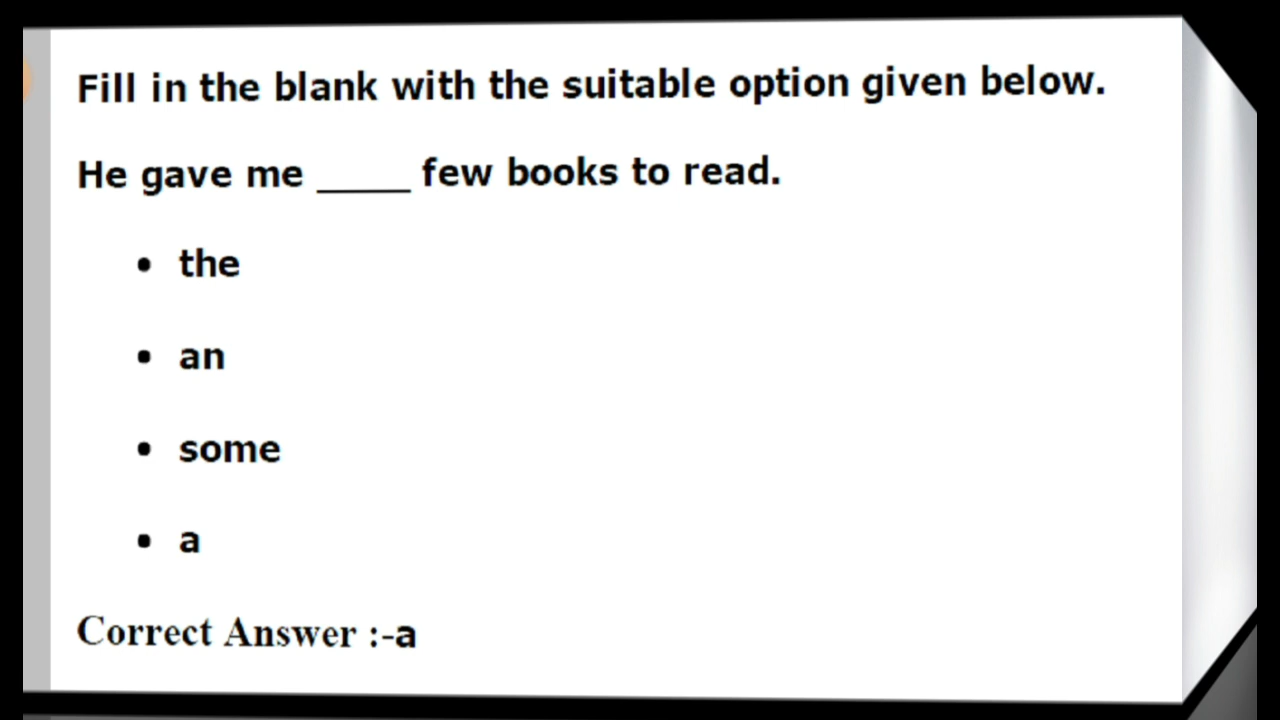 Fill in the blank with the suitable option given below.
He gave me _____ few books to read.
• the
• an
• some
• a
Correct Answer :-a